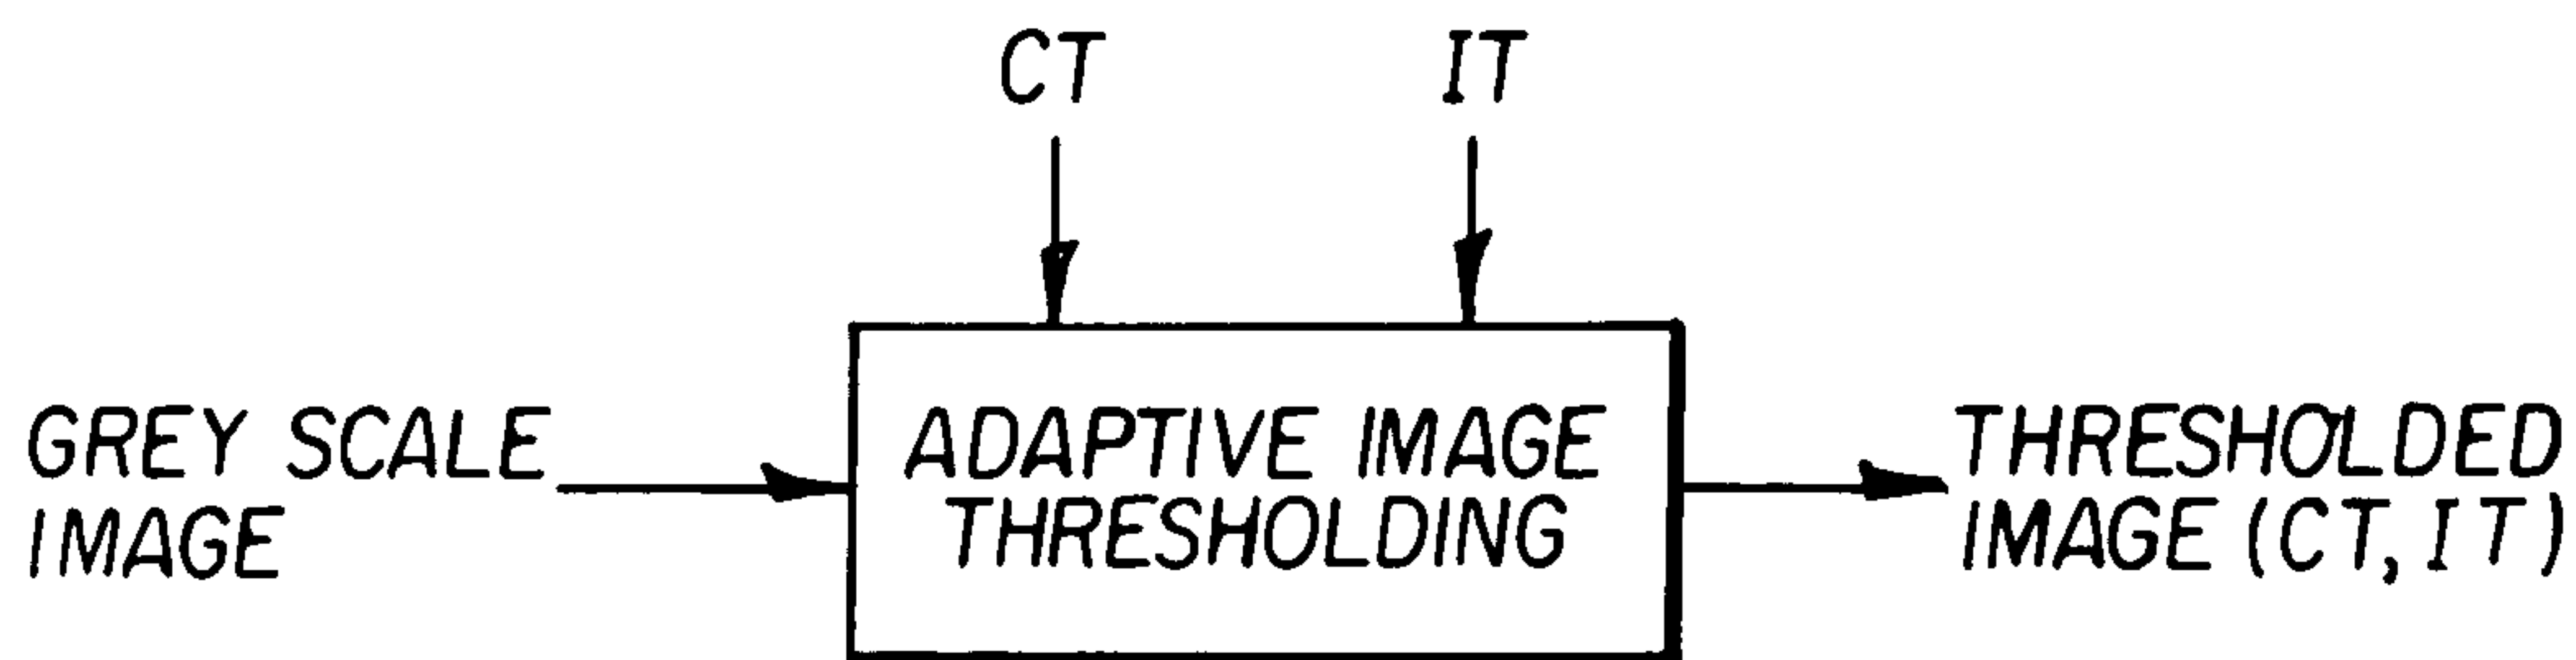 CT
IT
GREY SCALE
IMAGE
ADAPTIVE IMAGE
THRESHOLDING
THRESHOLDED
IMAGE (CT, IT)